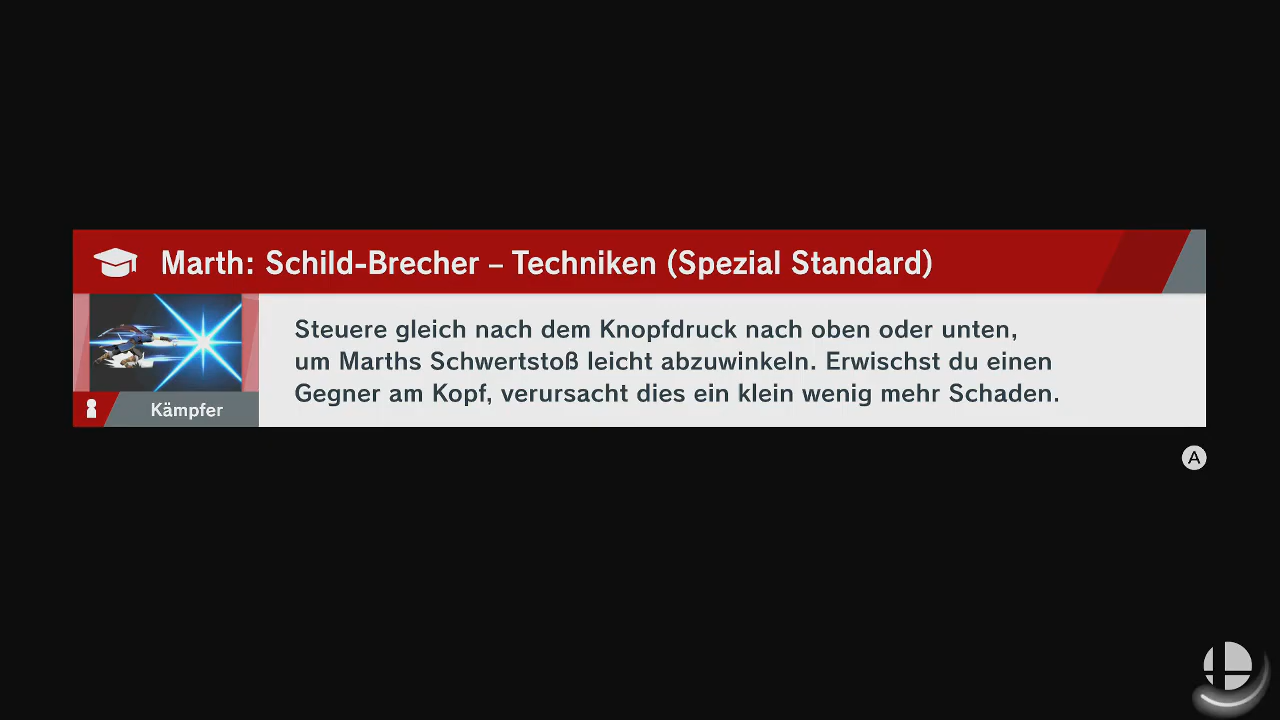 Marth: Schild-Brecher – Techniken (Spezial Standard)
Steuere gleich nach dem Knopfdruck nach oben oder unten,
um Marths Schwertstoß leicht abzuwinkeln. Erwischst du einen
Gegner am Kopf, verursacht dies ein klein wenig mehr Schaden.
Kämpfer
A